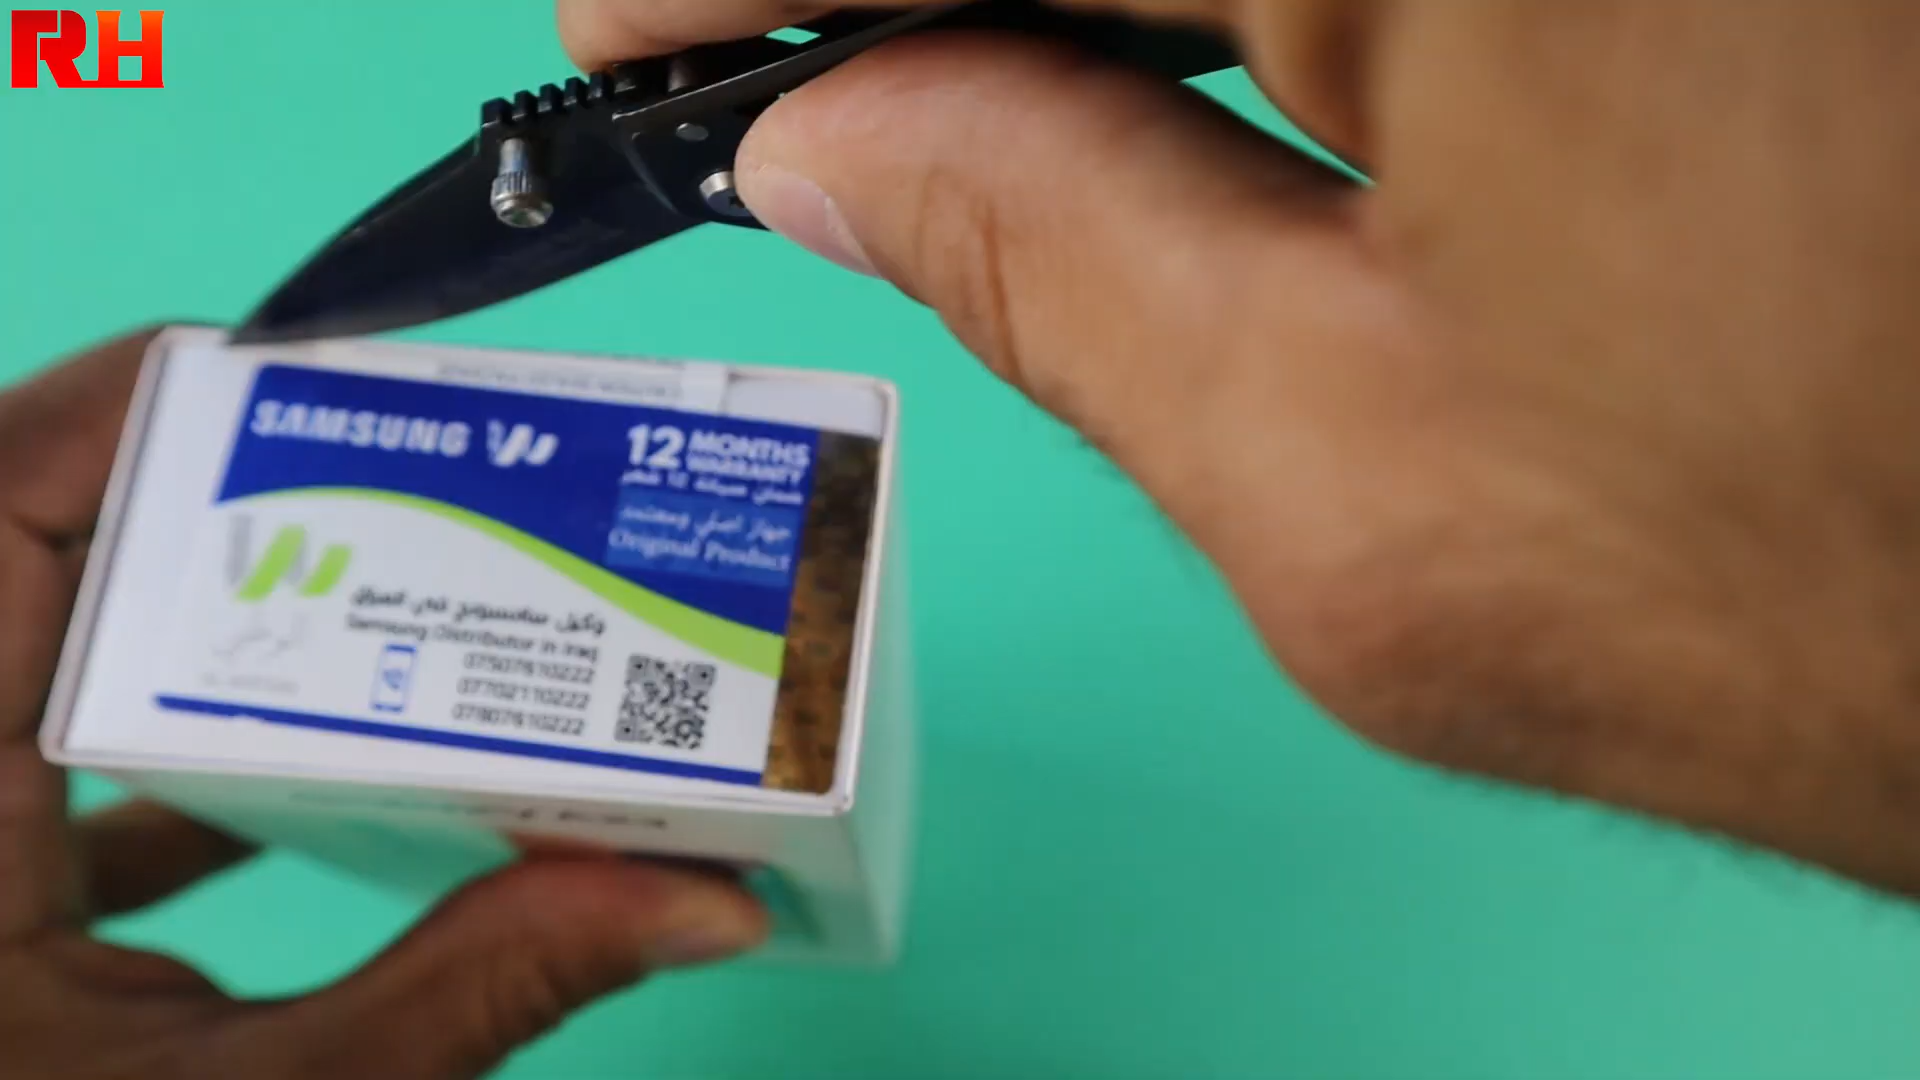 RH
SAMSUNG
12 MONTHS
WARRANTY
ضمان صيانة 12 شهر
جهاز اصلي ومعتمد
Original Product
وكيل سامسونج في العراق
Samsung Distributor in Iraq
07507610222
07702110222
07807610222